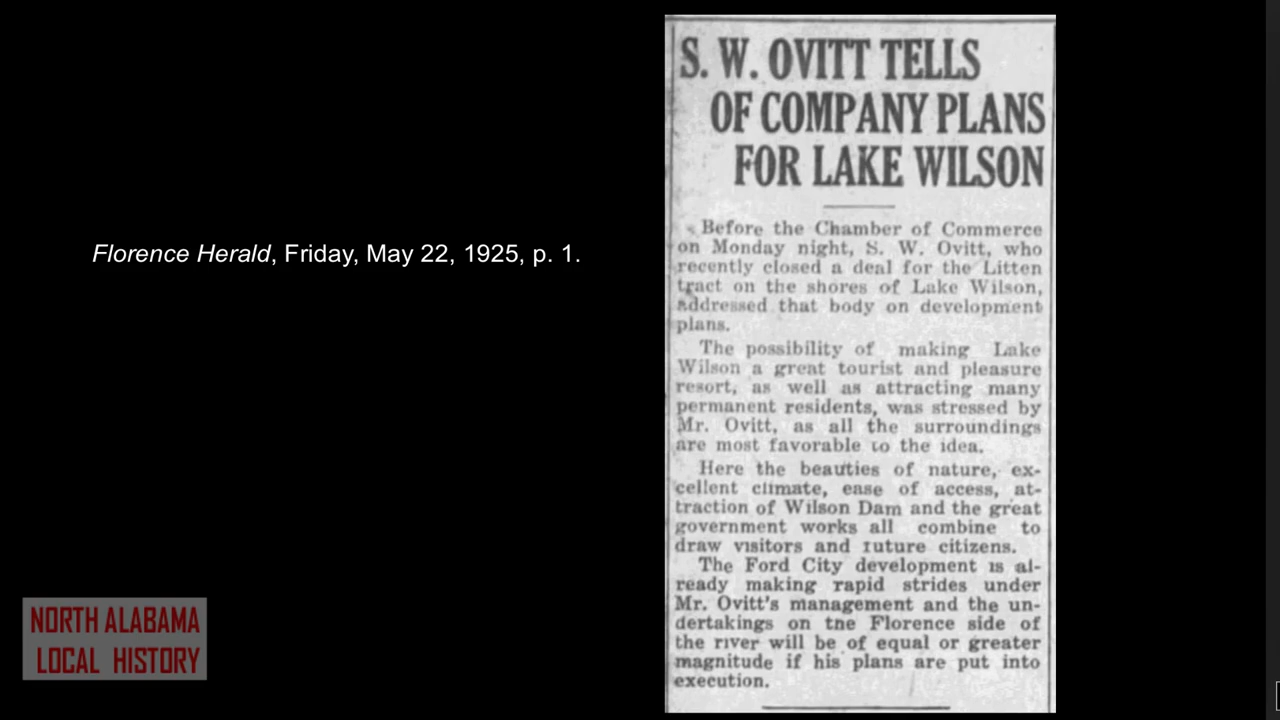 Florence Herald, Friday, May 22, 1925, p. 1.
NORTH ALABAMA
LOCAL HISTORY
S. W. OVITT TELLS
OF COMPANY PLANS
FOR LAKE WILSON
Before the Chamber of Commerce
on Monday night, S. W. Ovitt, who
recently closed a deal for the Litten
tract on the shores of Lake Wilson,
addressed that body on development
plans.
The possibility of making Lake
Wilson a great tourist and pleasure
resort, as well as attracting many
permanent residents, was stressed by
Mr. Ovitt, as all the surroundings
are most favorable to the idea.
Here the beauties of nature, ex-
cellent climate, ease of access, at-
traction of Wilson Dam and the great
government works all combine to
draw visitors and future citizens.
The Ford City development is al-
ready making rapid strides under
Mr. Ovitt's management and the un-
dertakings on the Florence side of
the river will be of equal or greater
magnitude if his plans are put into
execution.